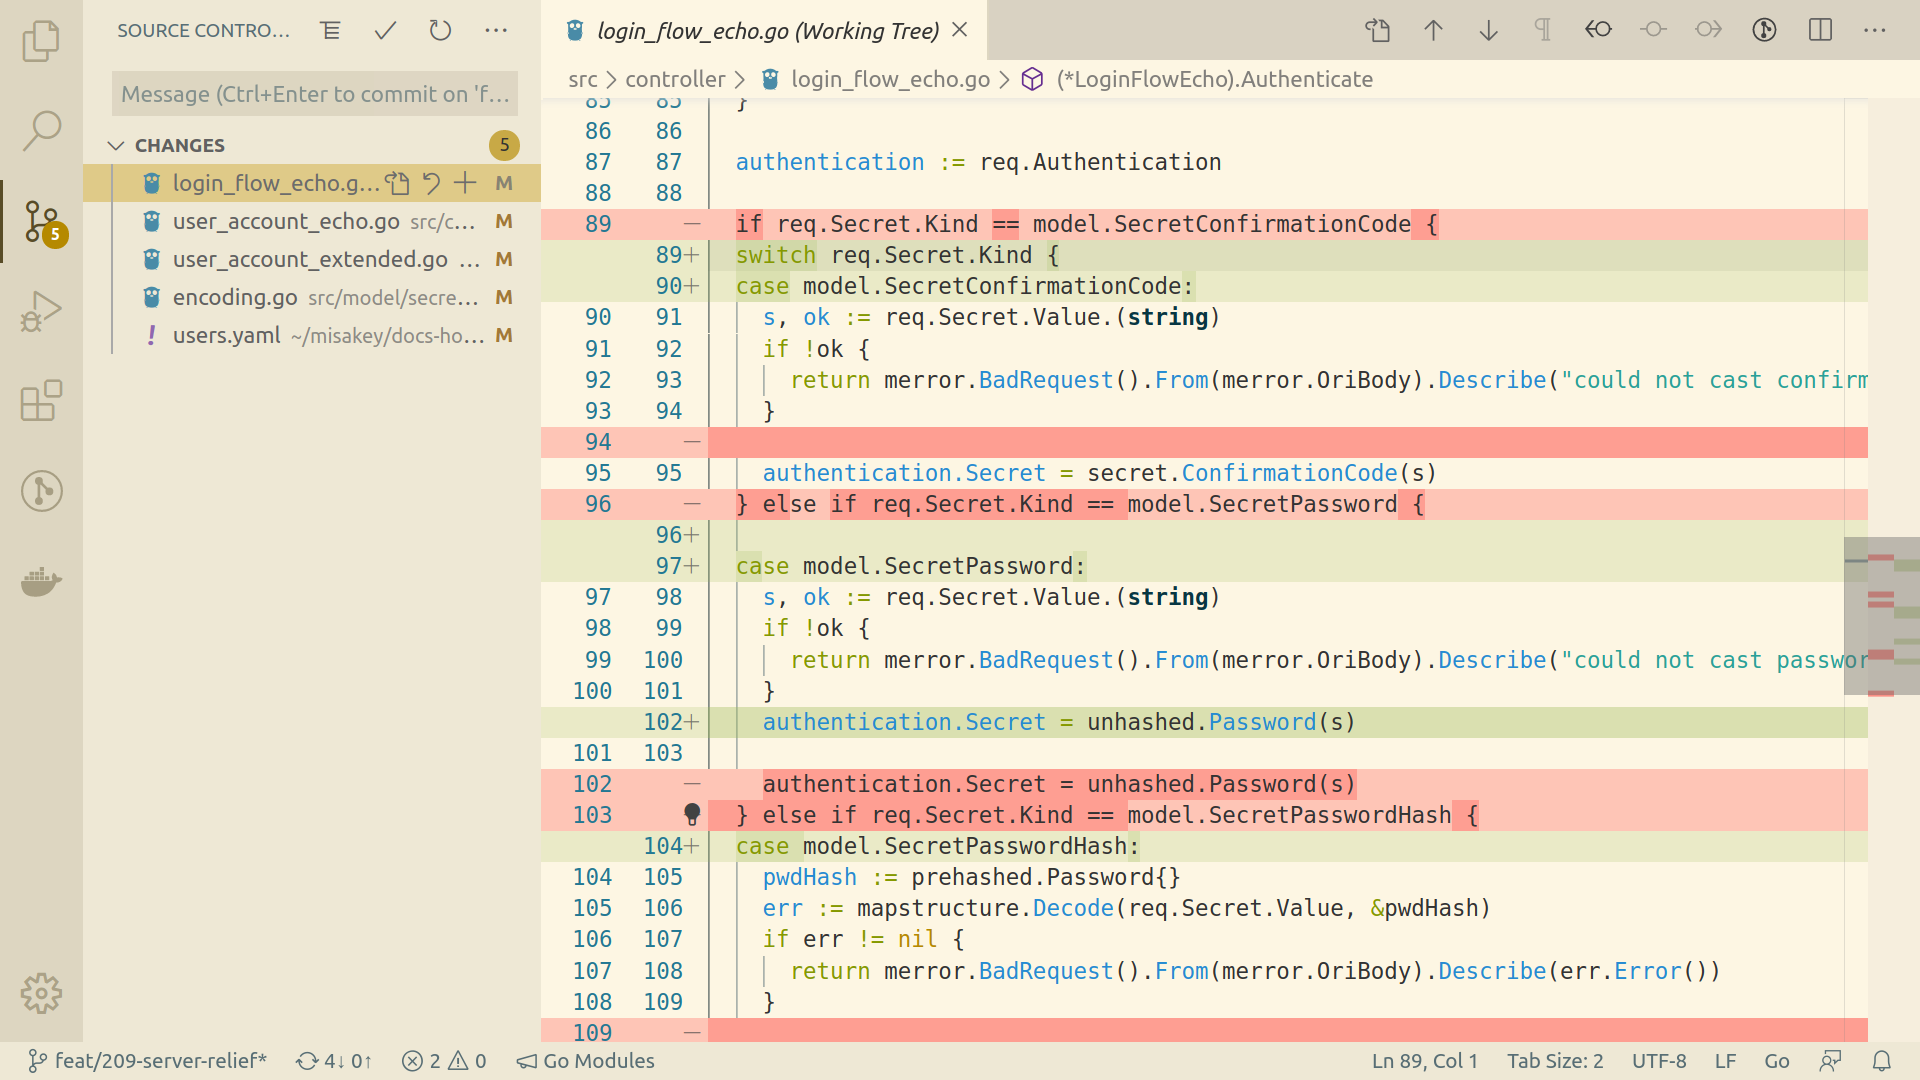 SOURCE CONTRO...
Message (Ctrl+Enter to commit on 'f...
CHANGES
5
login_flow_echo.g... M
user_account_echo.go src/c... M
user_account_extended.go ... M
encoding.go src/model/secre... M
users.yaml ~/misakey/docs-ho... M
5
login_flow_echo.go (Working Tree)
src > controller > login_flow_echo.go > (*LoginFlowEcho).Authenticate
85 85 }
86 86
87 87 authentication := req.Authentication
88 88
89 — if req.Secret.Kind == model.SecretConfirmationCode {
89+ switch req.Secret.Kind {
90+ case model.SecretConfirmationCode:
90 91 s, ok := req.Secret.Value.(string)
91 92 if !ok {
92 93 return merror.BadRequest().From(merror.OriBody).Describe("could not cast confirm
93 94 }
94 —
95 95 authentication.Secret = secret.ConfirmationCode(s)
96 — } else if req.Secret.Kind == model.SecretPassword {
96+
97+ case model.SecretPassword:
97 98 s, ok := req.Secret.Value.(string)
98 99 if !ok {
99 100 return merror.BadRequest().From(merror.OriBody).Describe("could not cast passwor
100 101 }
102+ authentication.Secret = unhashed.Password(s)
101 103
102 — authentication.Secret = unhashed.Password(s)
103 } else if req.Secret.Kind == model.SecretPasswordHash {
104+ case model.SecretPasswordHash:
104 105 pwdHash := prehashed.Password{}
105 106 err := mapstructure.Decode(req.Secret.Value, &pwdHash)
106 107 if err != nil {
107 108 return merror.BadRequest().From(merror.OriBody).Describe(err.Error())
108 109 }
109 —
feat/209-server-relief* 4↓ 0↑ 2 0 Go Modules
Ln 89, Col 1 Tab Size: 2 UTF-8 LF Go